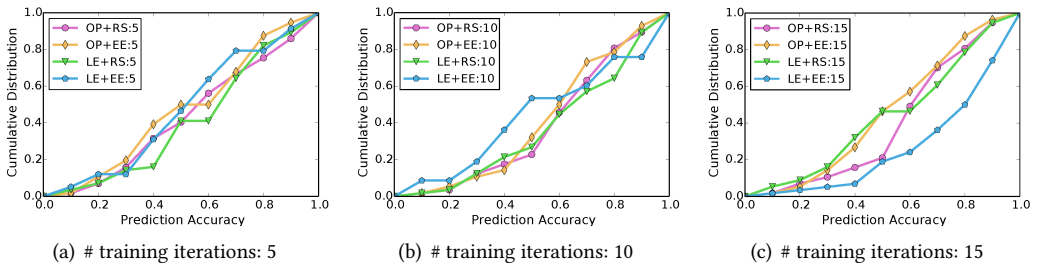 1.0
0.8
0.6
0.4
0.2
0.0
Cumulative Distribution
OP+RS:5
OP+EE:5
LE+RS:5
LE+EE:5
0.0 0.2 0.4 0.6 0.8 1.0
Prediction Accuracy
(a) # training iterations: 5
1.0
0.8
0.6
0.4
0.2
0.0
Cumulative Distribution
OP+RS:10
OP+EE:10
LE+RS:10
LE+EE:10
0.0 0.2 0.4 0.6 0.8 1.0
Prediction Accuracy
(b) # training iterations: 10
1.0
0.8
0.6
0.4
0.2
0.0
Cumulative Distribution
OP+RS:15
OP+EE:15
LE+RS:15
LE+EE:15
0.0 0.2 0.4 0.6 0.8 1.0
Prediction Accuracy
(c) # training iterations: 15